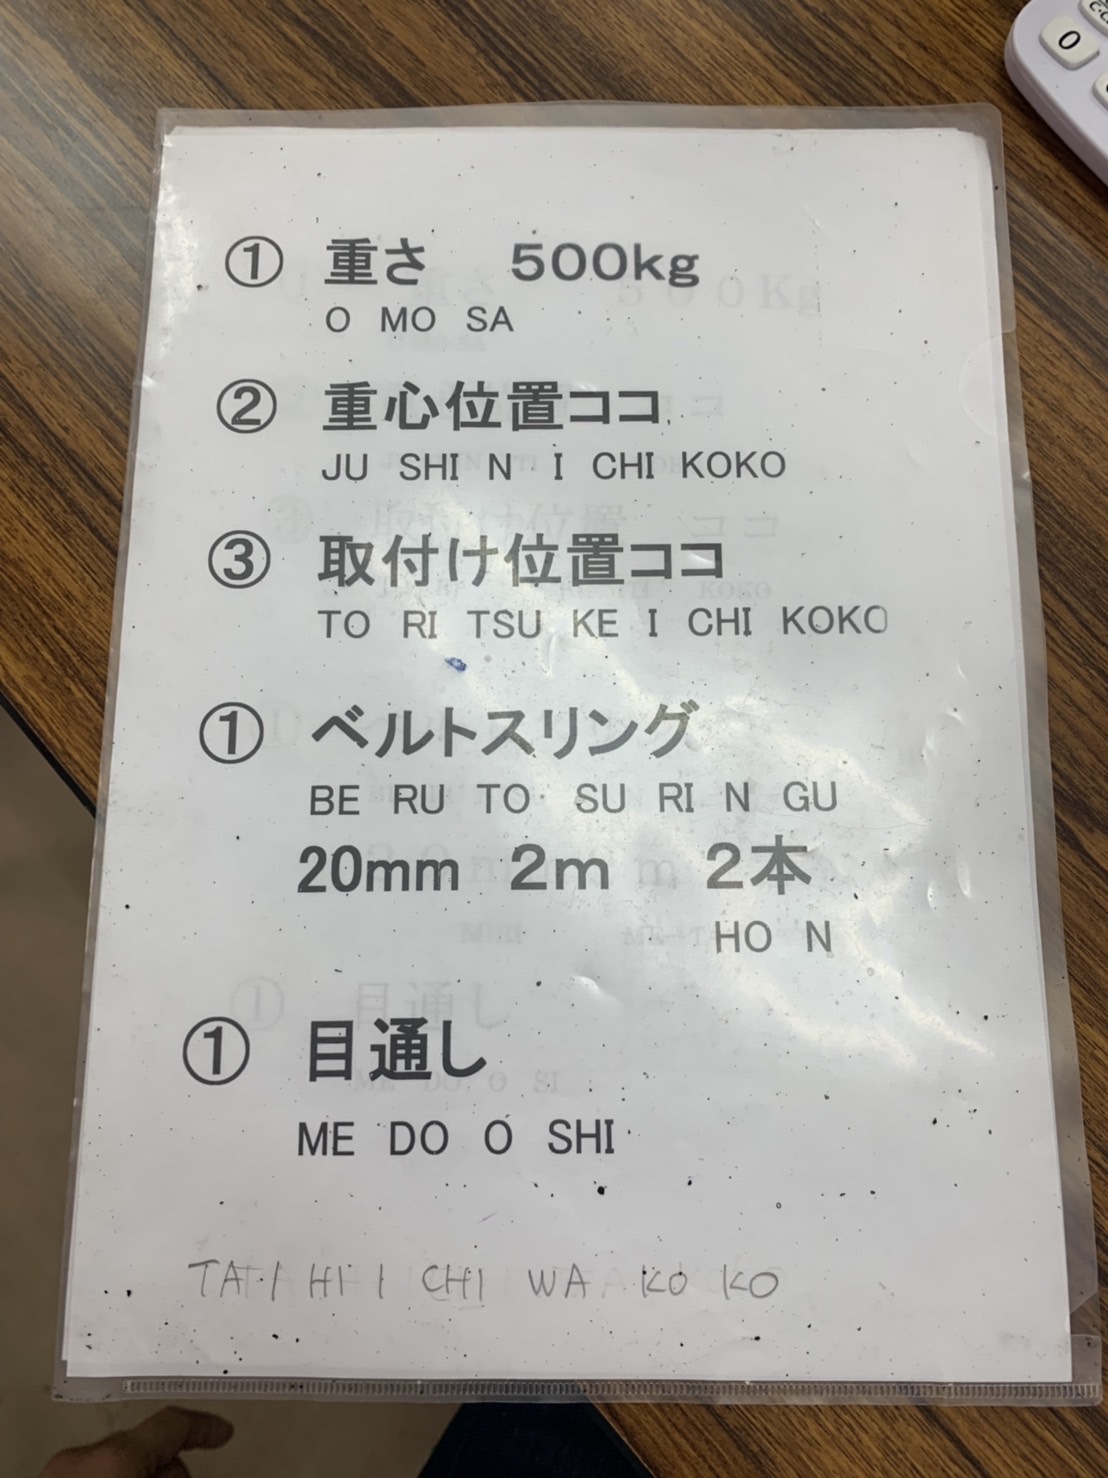 ① 重さ 500kg
O MO SA
② 重心位置ココ
JU SHI N I CHI KOKO
③ 取付け位置ココ
TO RI TSU KE I CHI KOKO
① ベルトスリング
BE RU TO SU RI N GU
20mm 2m 2本
HO N
① 目通し
ME DO O SHI
TA I HI I CHI WA KO KO
0